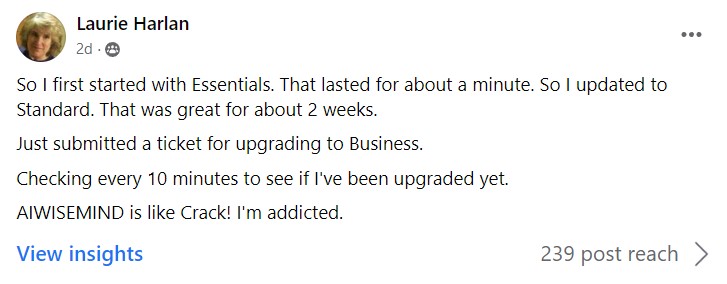 Laurie Harlan
2d ·
So I first started with Essentials. That lasted for about a minute. So I updated to
Standard. That was great for about 2 weeks.
Just submitted a ticket for upgrading to Business.
Checking every 10 minutes to see if I've been upgraded yet.
AIWISEMIND is like Crack! I'm addicted.
View insights
239 post reach